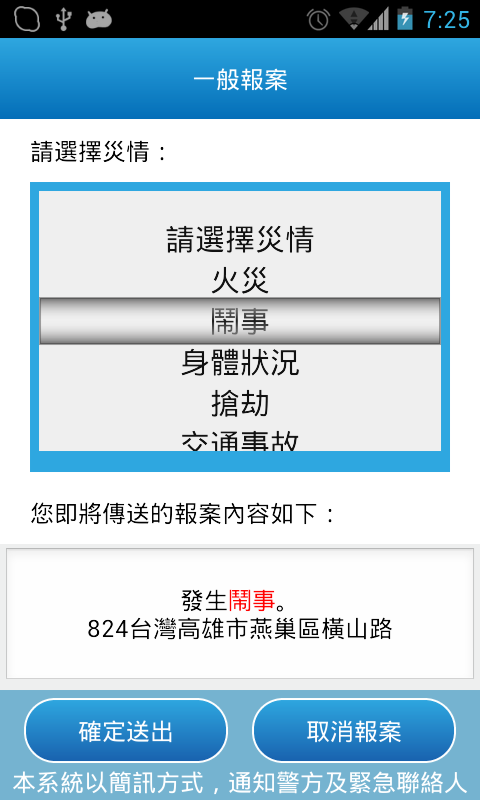 7:25
一般報案
請選擇災情：
請選擇災情
火災
鬧事
身體狀況
搶劫
交通事故
您即將傳送的報案內容如下：
發生鬧事。
824台灣高雄市燕巢區橫山路
確定送出
取消報案
本系統以簡訊方式，通知警方及緊急聯絡人